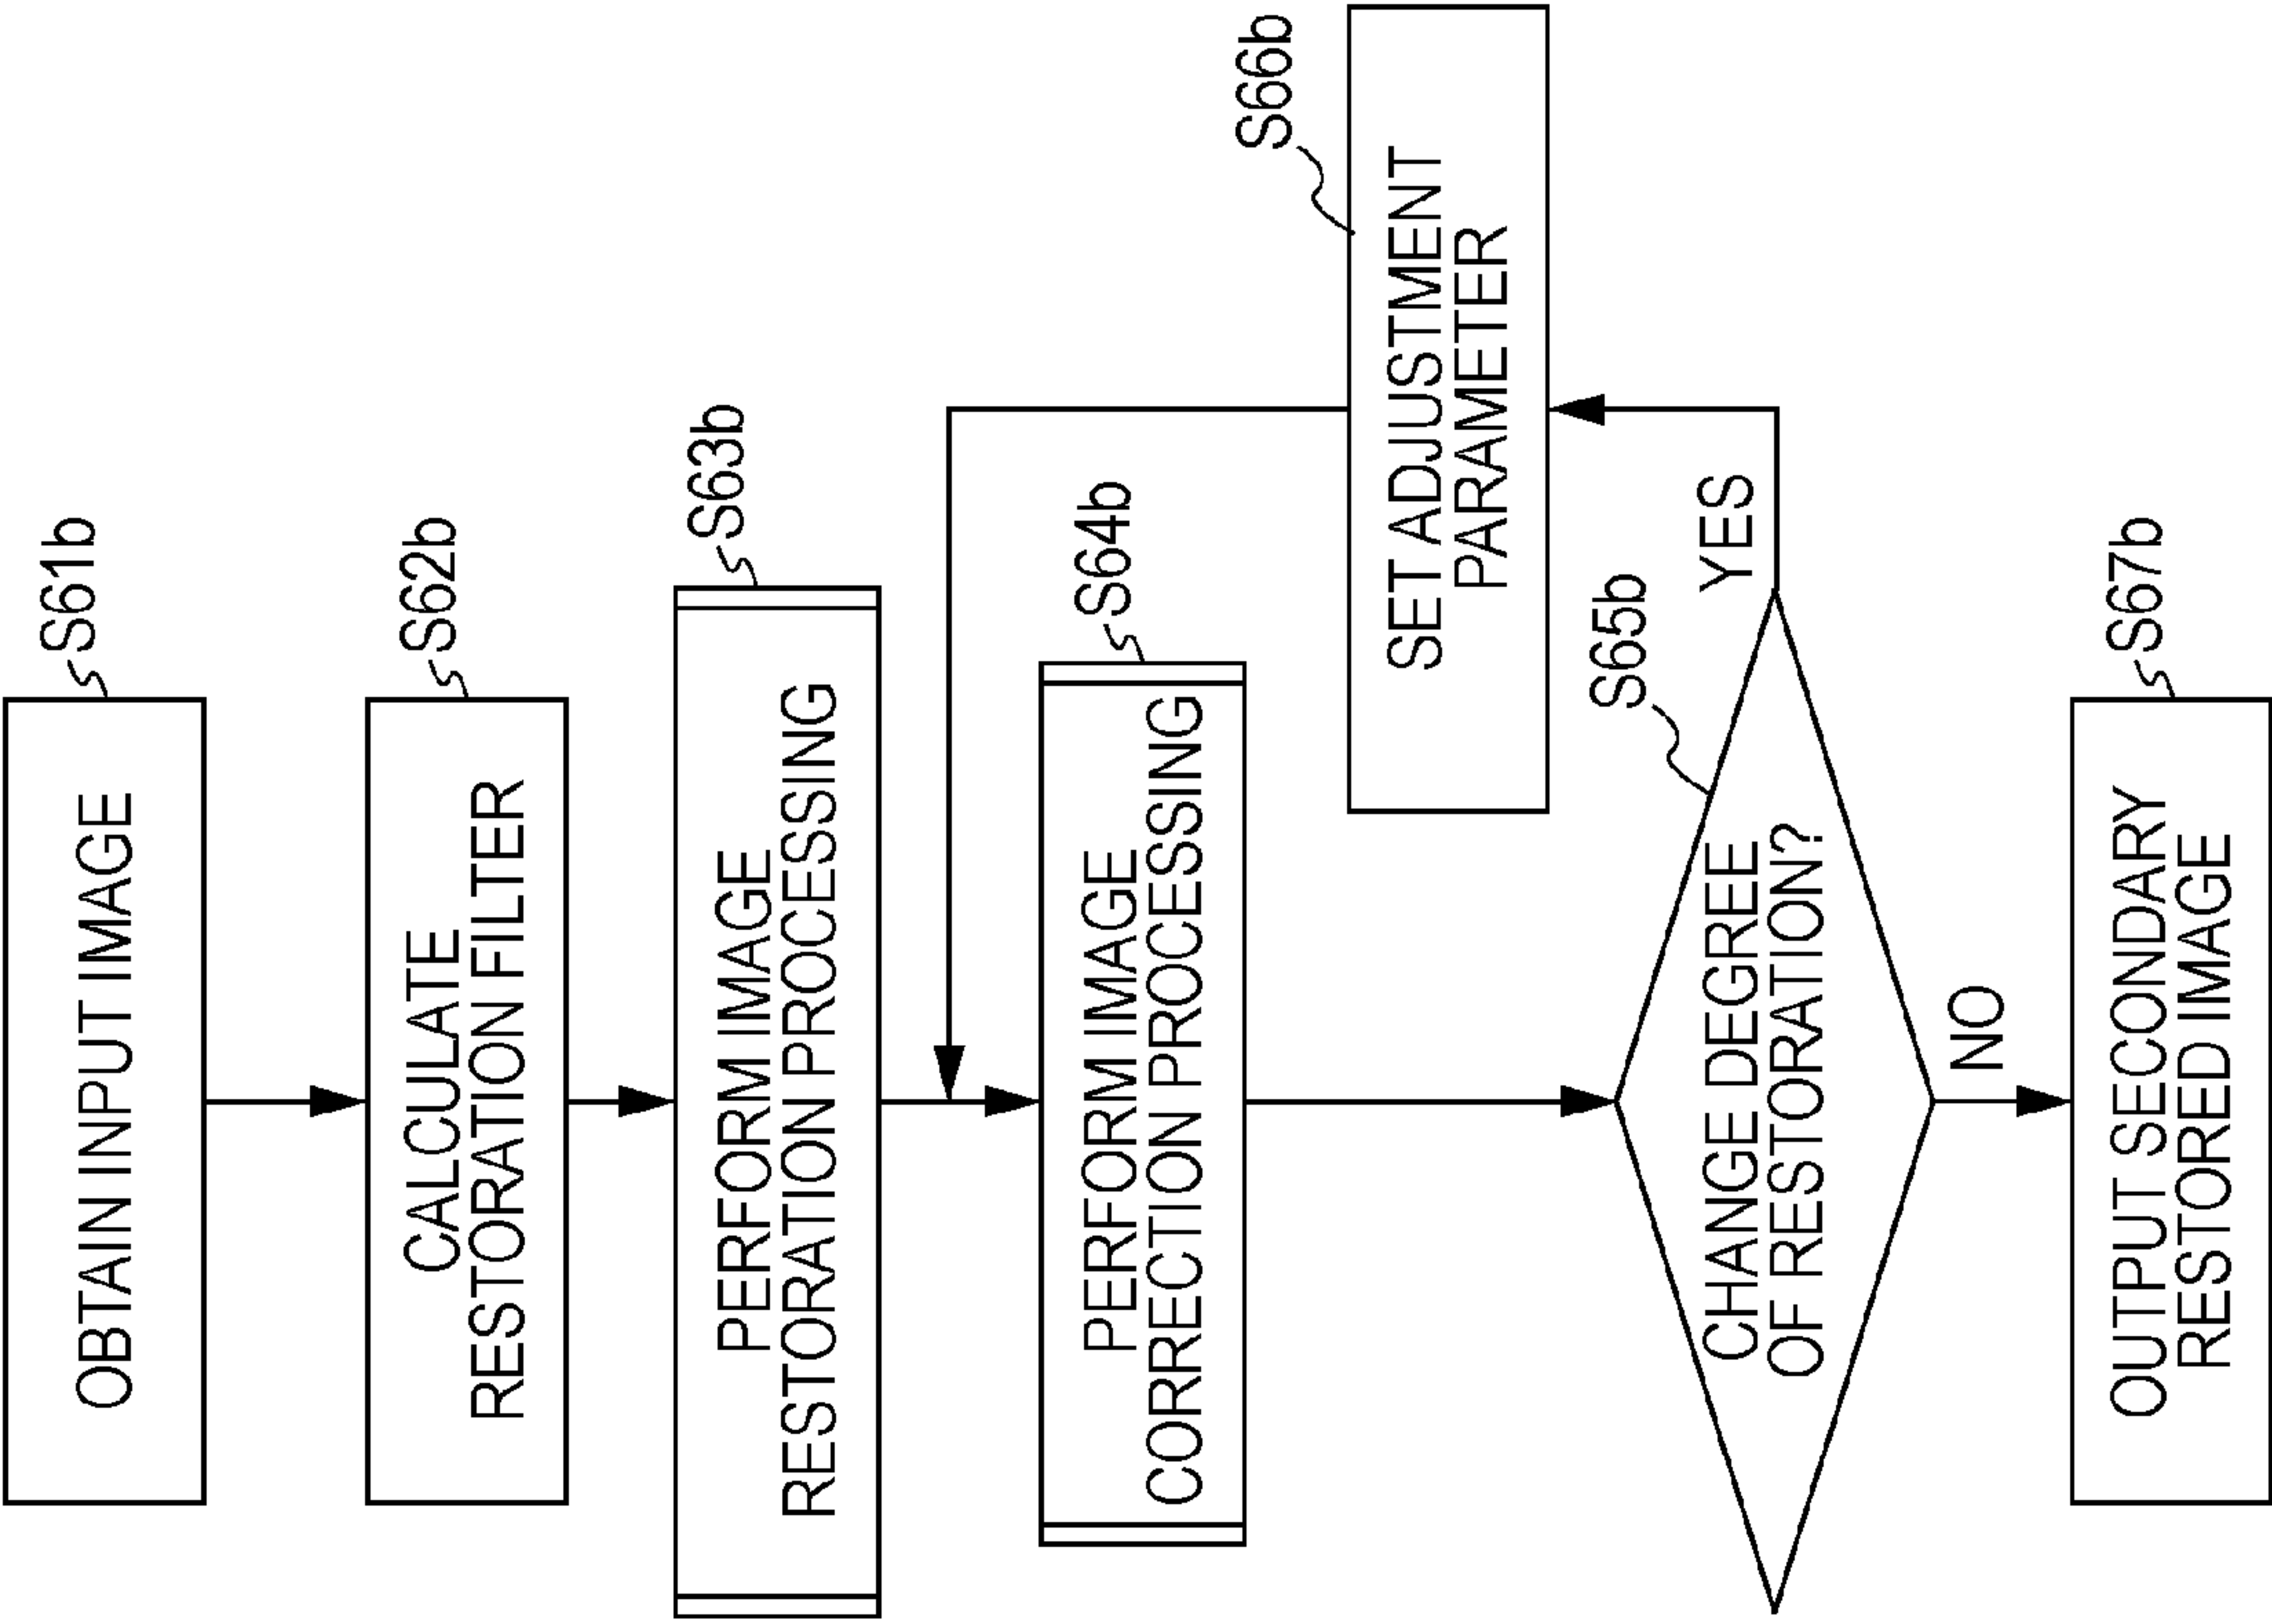 S61b
OBTAIN INPUT IMAGE
S62b
CALCULATE
RESTORATION FILTER
S63b
PERFORM IMAGE
RESTORATION PROCESSING
S64b
PERFORM IMAGE
CORRECTION PROCESSING
S65b
CHANGE DEGREE
OF RESTORATION?
YES
S66b
SET ADJUSTMENT
PARAMETER
NO
S67b
OUTPUT SECONDARY
RESTORED IMAGE